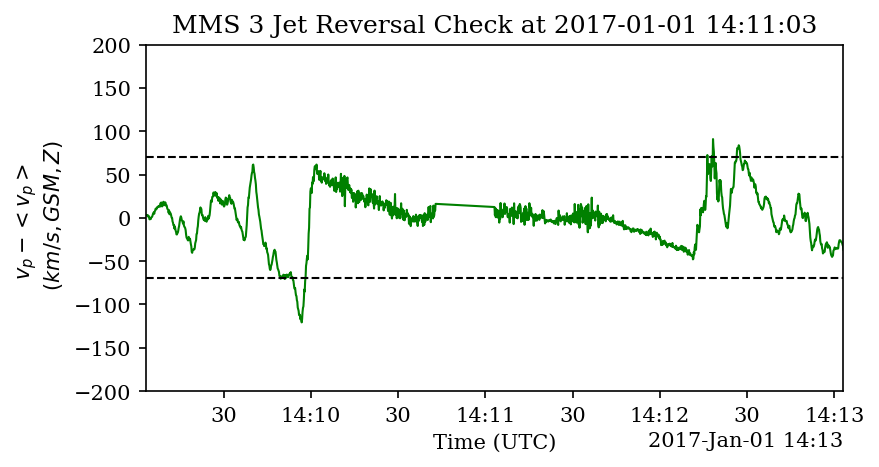 MMS 3 Jet Reversal Check at 2017-01-01 14:11:03
200
150
100
50
0
−50
−100
−150
−200
v_p − < v_p >
(km/s, GSM, Z)
30 14:10 30 14:11 30 14:12 30 14:13
Time (UTC)
2017-Jan-01 14:13